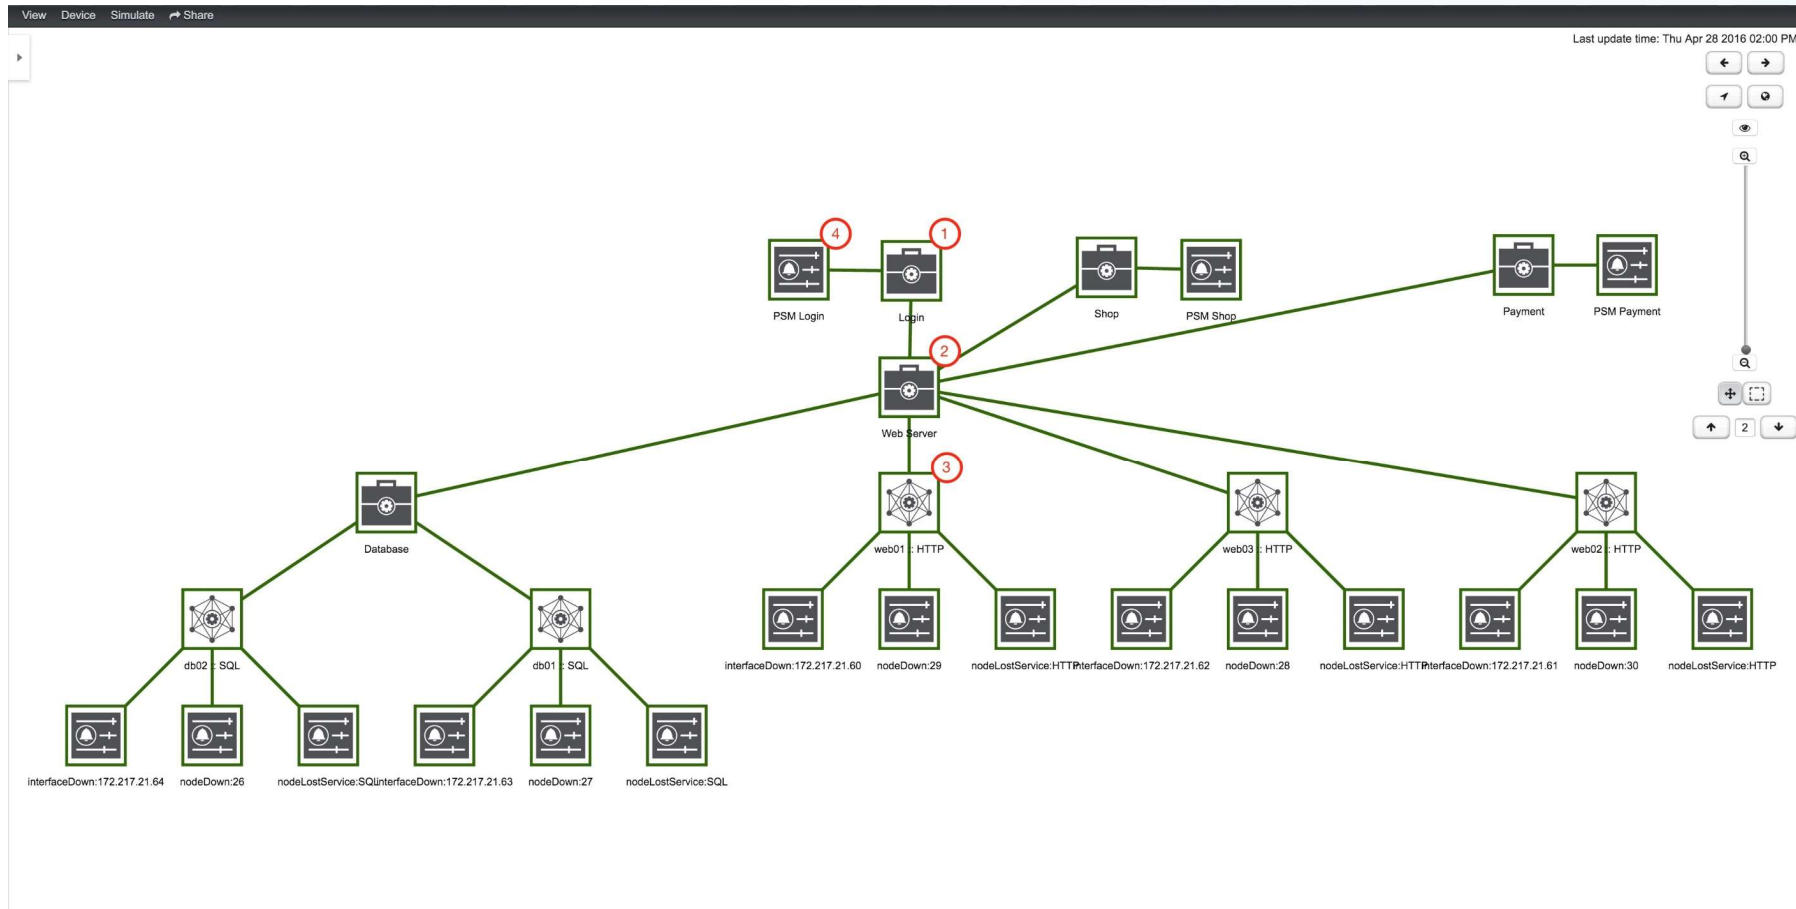 View Device Simulate Share
Last update time: Thu Apr 28 2016 02:00 PM
4
1
PSM Login
Login
Shop
PSM Shop
Payment
PSM Payment
2
Web Server
2
3
Database
web01 :: HTTP
web03 :: HTTP
web02 :: HTTP
db02 :: SQL
db01 :: SQL
interfaceDown:172.217.21.60
nodeDown:29
nodeLostService:HTTP
interfaceDown:172.217.21.62
nodeDown:28
nodeLostService:HTTP
interfaceDown:172.217.21.61
nodeDown:30
nodeLostService:HTTP
interfaceDown:172.217.21.64
nodeDown:26
nodeLostService:SQL
interfaceDown:172.217.21.63
nodeDown:27
nodeLostService:SQL